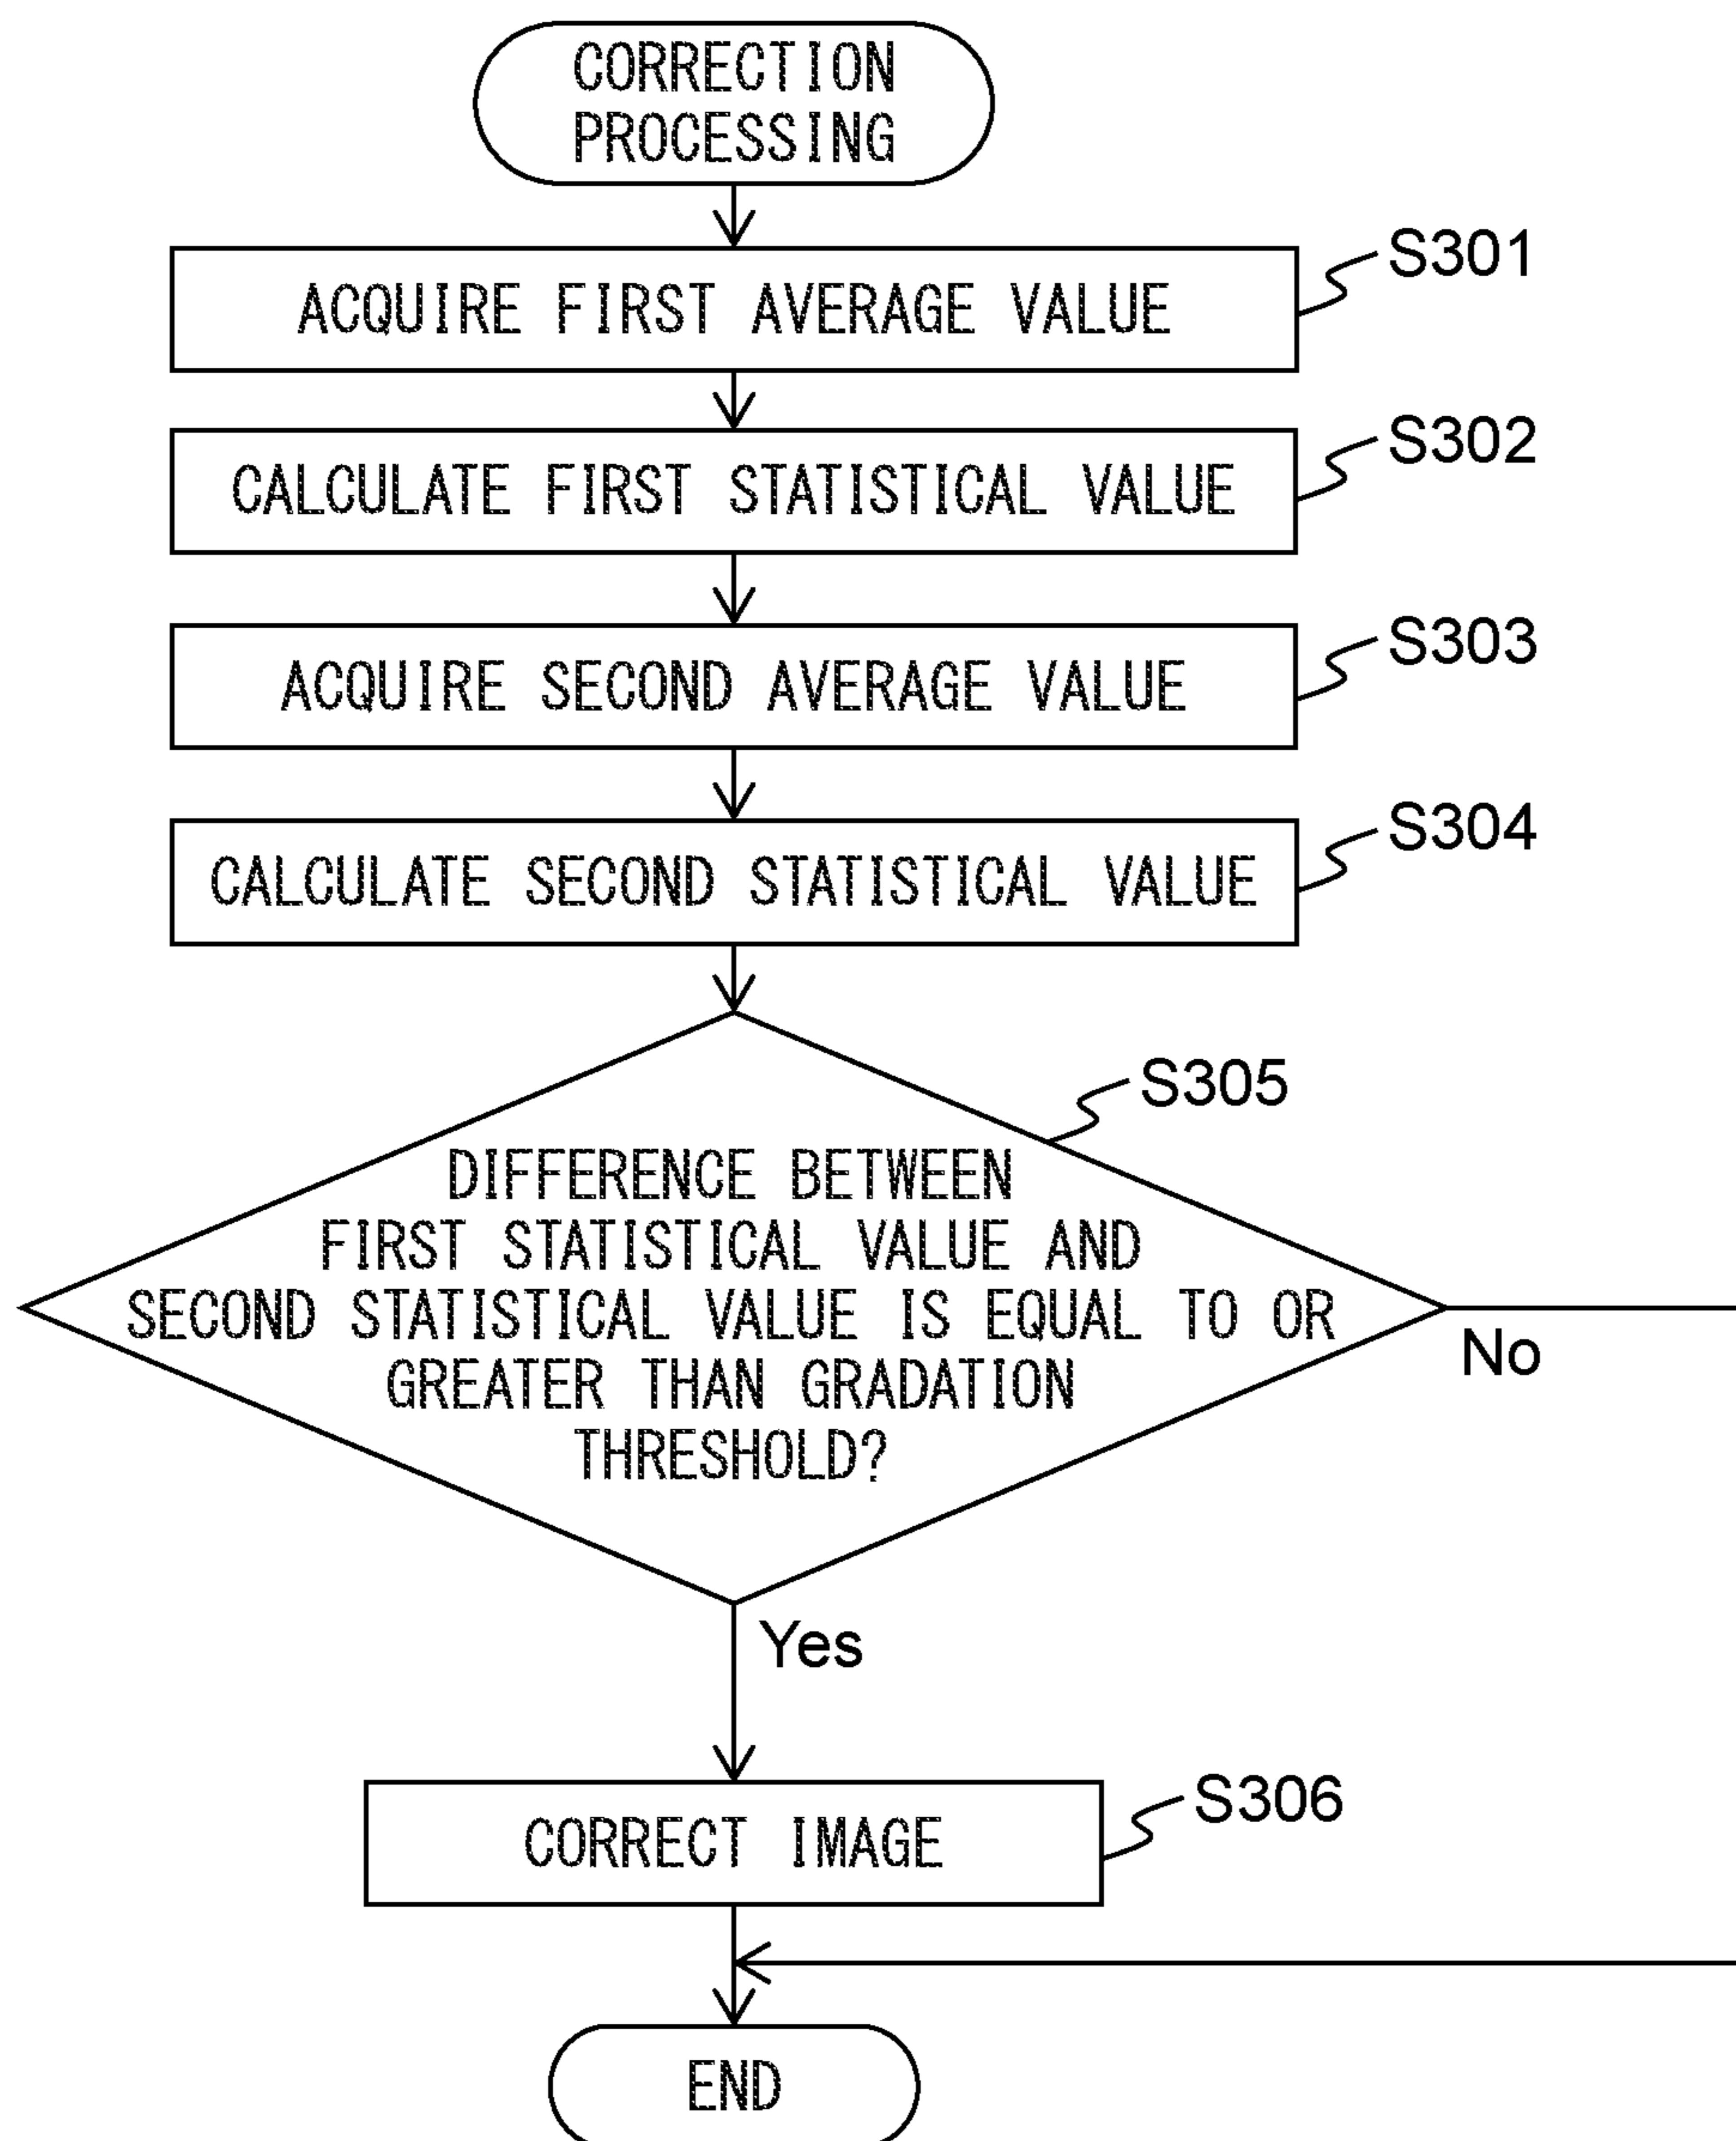 CORRECTION
PROCESSING
S301
ACQUIRE FIRST AVERAGE VALUE
S302
CALCULATE FIRST STATISTICAL VALUE
S303
ACQUIRE SECOND AVERAGE VALUE
S304
CALCULATE SECOND STATISTICAL VALUE
S305
DIFFERENCE BETWEEN
FIRST STATISTICAL VALUE AND
SECOND STATISTICAL VALUE IS EQUAL TO OR
GREATER THAN GRADATION
THRESHOLD?
No
Yes
S306
CORRECT IMAGE
END